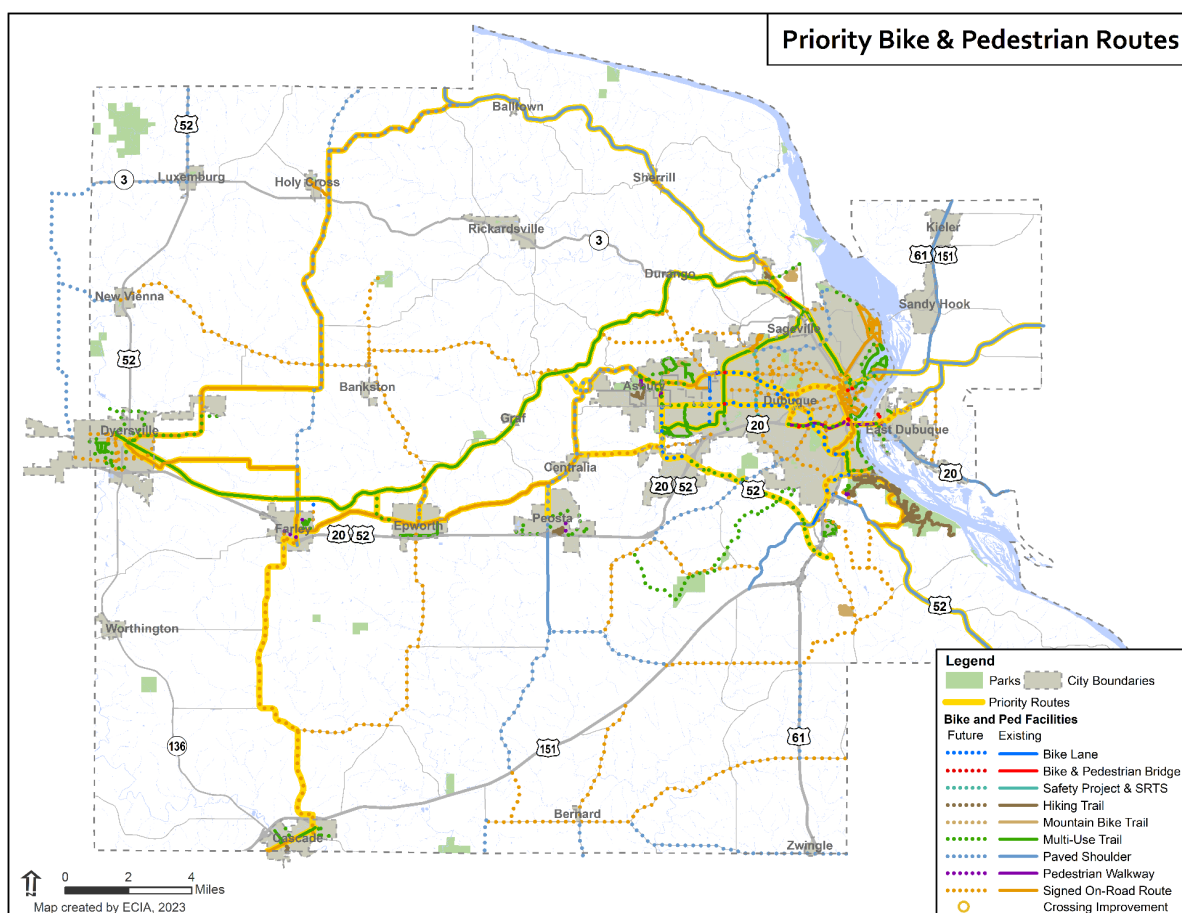 Priority Bike & Pedestrian Routes
Balltown
52
3
Luxemburg
Holy Cross
Sherrill
Rickardsville
3
Kieler
61 151
Durango
New Vienna
Sandy Hook
Sageville
52
Bankston
Asbury
Dubuque
Graf
Dyersville
20
East Dubuque
Centralia
20
20 52
52
Peosta
Farley
Epworth
20 52
52
Worthington
Legend
Parks
City Boundaries
Priority Routes
Bike and Ped Facilities
Future Existing
Bike Lane
Bike & Pedestrian Bridge
Safety Project & SRTS
Hiking Trail
Mountain Bike Trail
Multi-Use Trail
Paved Shoulder
Pedestrian Walkway
Signed On-Road Route
Crossing Improvement
136
151
61
Bernard
Cascade
Zwingle
N
0 2 4
Miles
Map created by ECIA, 2023